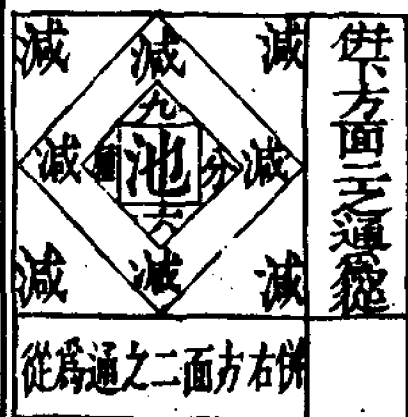 併下方面二之通爲從
減 減 減
九
減 分 池 減
六
減 減 減
併右方面二之通爲從